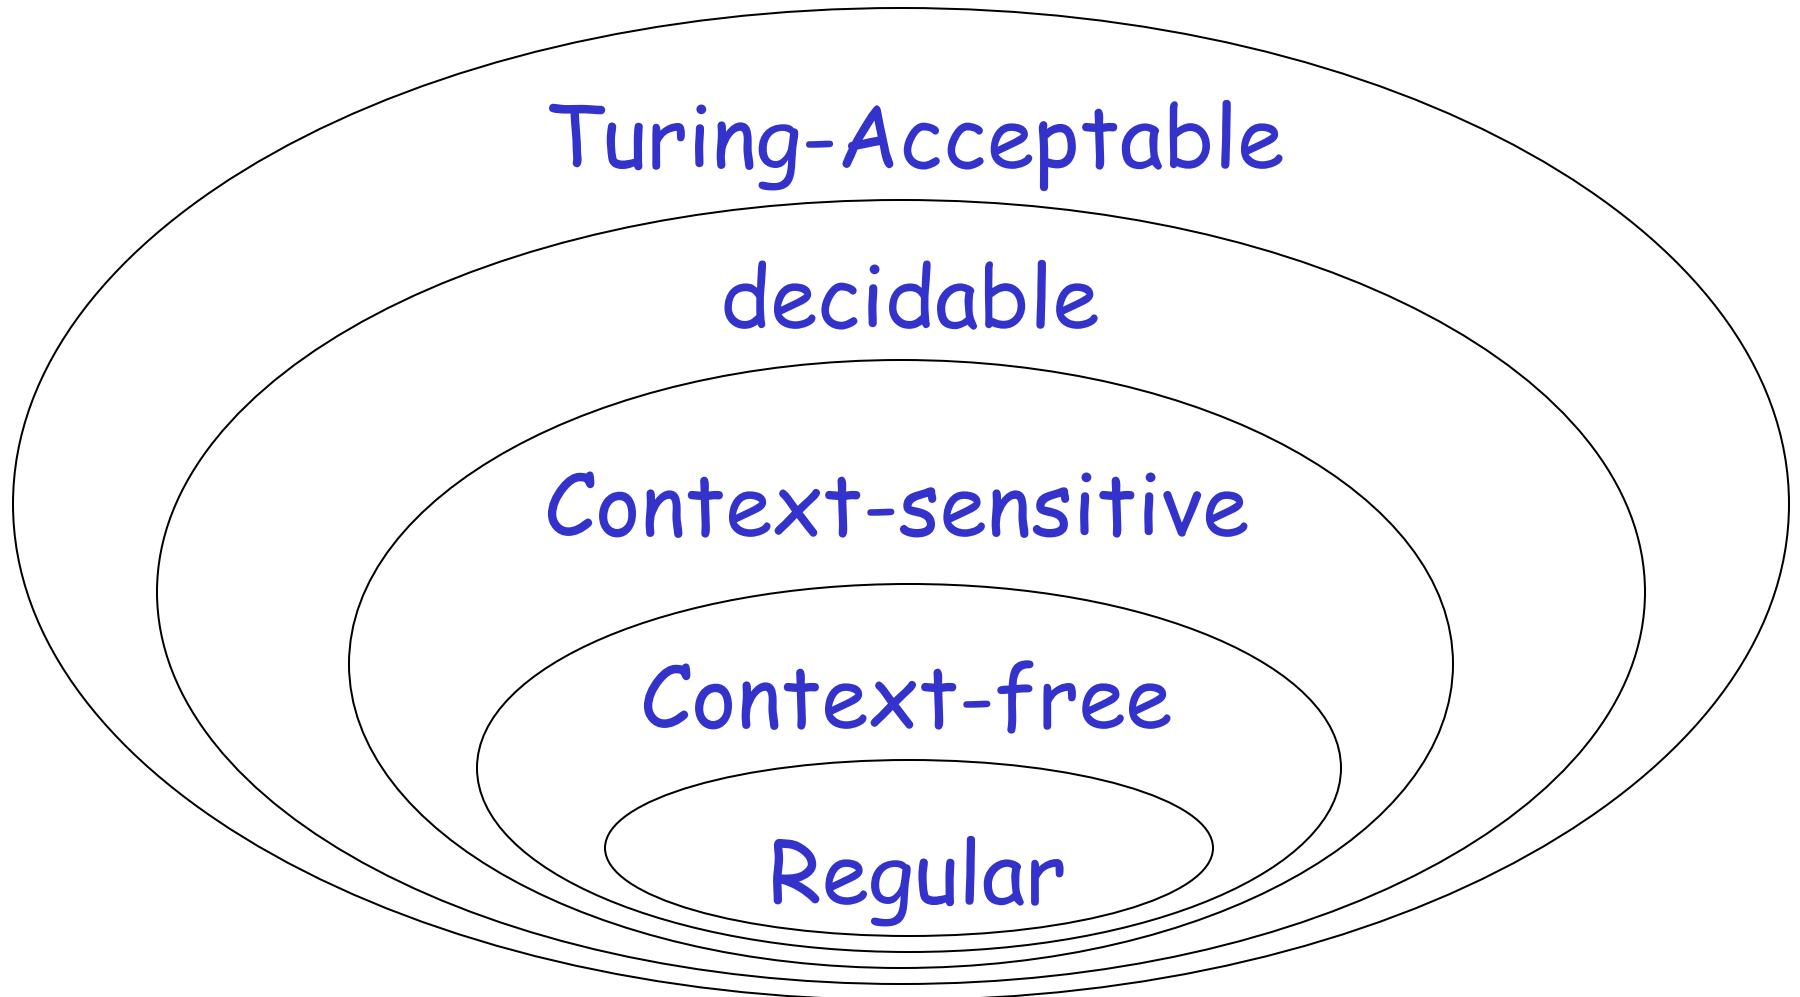 Turing-Acceptable
decidable
Context-sensitive
Context-free
Regular